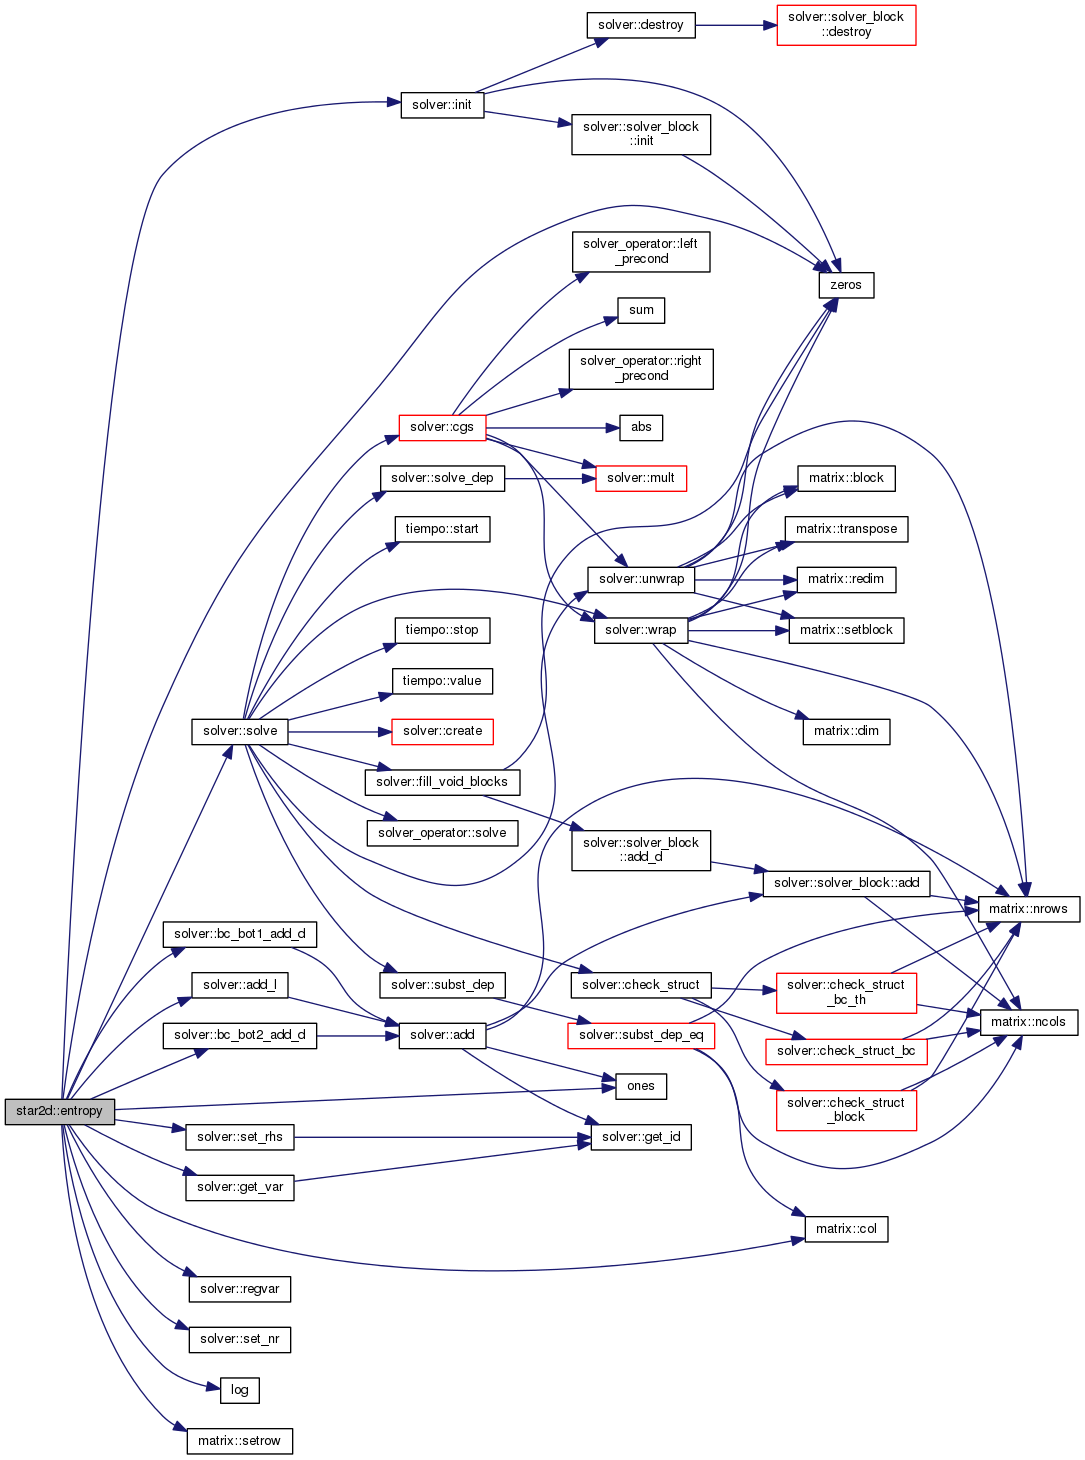 solver::destroy
solver::solver_block
::destroy
solver::init
solver::solver_block
::init
solver_operator::left
_precond
zeros
sum
solver_operator::right
_precond
solver::cgs
abs
solver::solve_dep
solver::mult
matrix::block
tiempo::start
matrix::transpose
solver::unwrap
matrix::redim
tiempo::stop
solver::wrap
matrix::setblock
tiempo::value
solver::solve
solver::create
matrix::dim
solver::fill_void_blocks
solver_operator::solve
solver::solver_block
::add_d
solver::solver_block::add
matrix::nrows
solver::bc_bot1_add_d
solver::add_l
solver::subst_dep
solver::check_struct
solver::check_struct
_bc_th
solver::bc_bot2_add_d
solver::add
solver::subst_dep_eq
matrix::ncols
solver::check_struct_bc
ones
star2d::entropy
solver::check_struct
_block
solver::set_rhs
solver::get_id
solver::get_var
matrix::col
solver::regvar
solver::set_nr
log
matrix::setrow